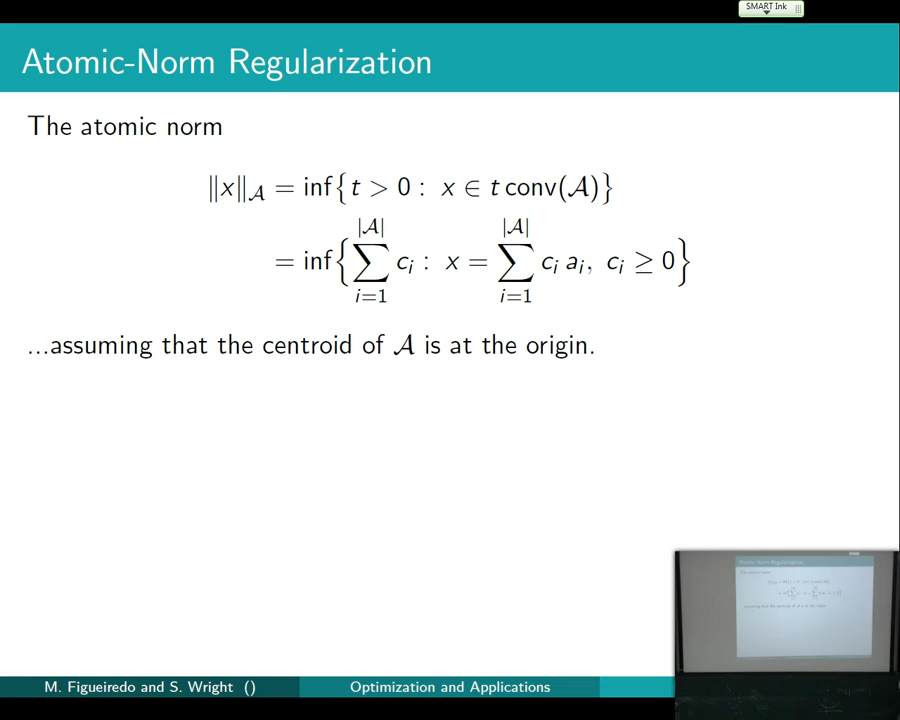 SMART Ink
Atomic-Norm Regularization
The atomic norm
‖x‖_𝒜 = inf{t > 0 : x ∈ t conv(𝒜)}
= inf{∑_{i=1}^{|𝒜|} c_i : x = ∑_{i=1}^{|𝒜|} c_i a_i, c_i ≥ 0}
...assuming that the centroid of 𝒜 is at the origin.
M. Figueiredo and S. Wright () Optimization and Applications